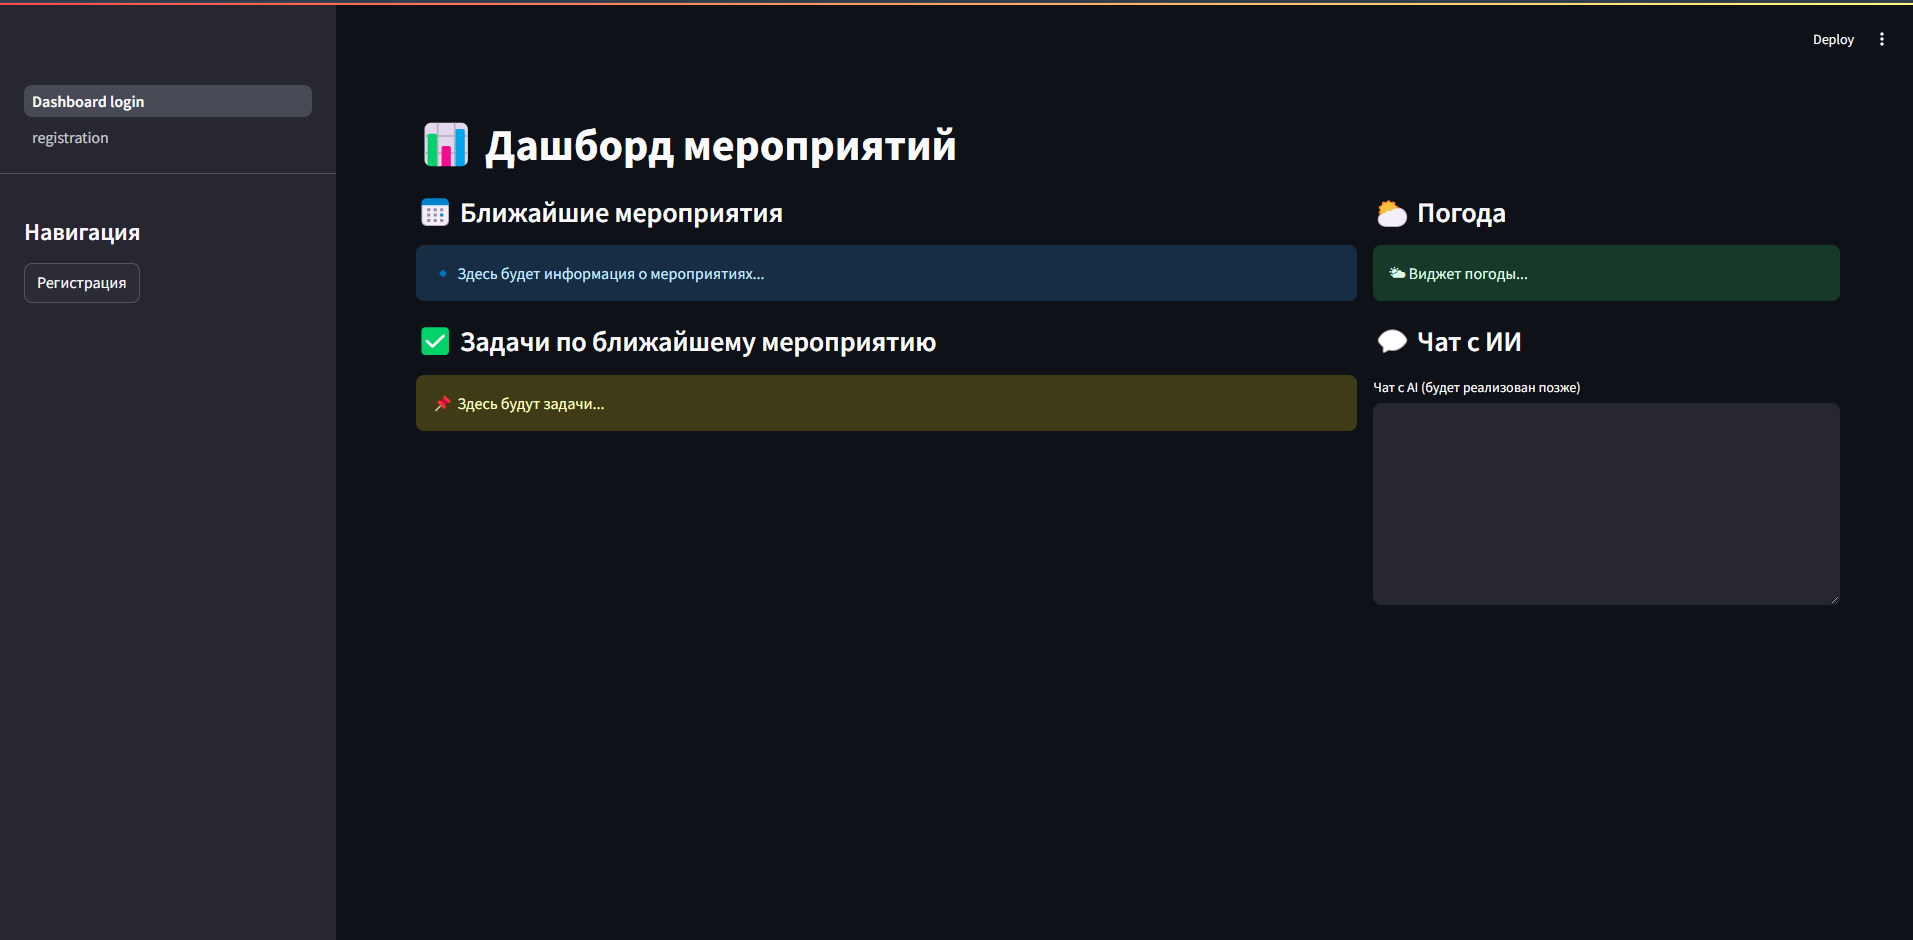 Deploy
Dashboard login
registration
Навигация
Регистрация
Дашборд мероприятий
Ближайшие мероприятия
Здесь будет информация о мероприятиях...
Задачи по ближайшему мероприятию
Здесь будут задачи...
Погода
Виджет погоды...
Чат с ИИ
Чат с AI (будет реализован позже)